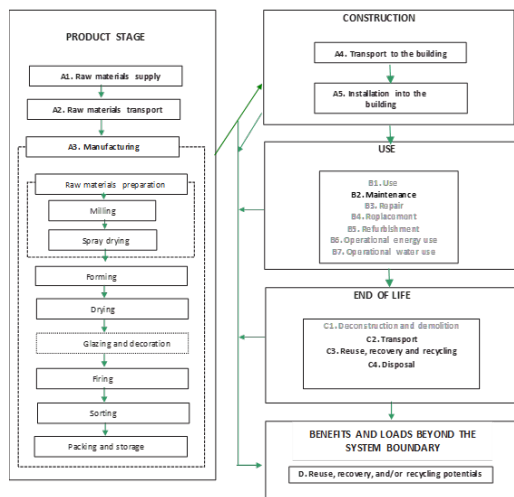 PRODUCT STAGE
A1. Raw materials supply
A2. Raw materials transport
A3. Manufacturing
Raw materials preparation
Milling
Spray drying
Forming
Drying
Glazing and decoration
Firing
Sorting
Packing and storage
CONSTRUCTION
A4. Transport to the building
A5. Installation into the
building
USE
B1. Use
B2. Maintenance
B3. Repair
B4. Roplacomont
B5. Refurbishment
B6. Operational energy use
B7. Operational water use
END OF LIFE
C1. Deconstruction and demolition
C2. Transport
C3. Reuse, recovery and recycling
C4. Disposal
BENEFITS AND LOADS BEYOND THE
SYSTEM BOUNDARY
D. Reuse, recovery, and/or recycling potentials